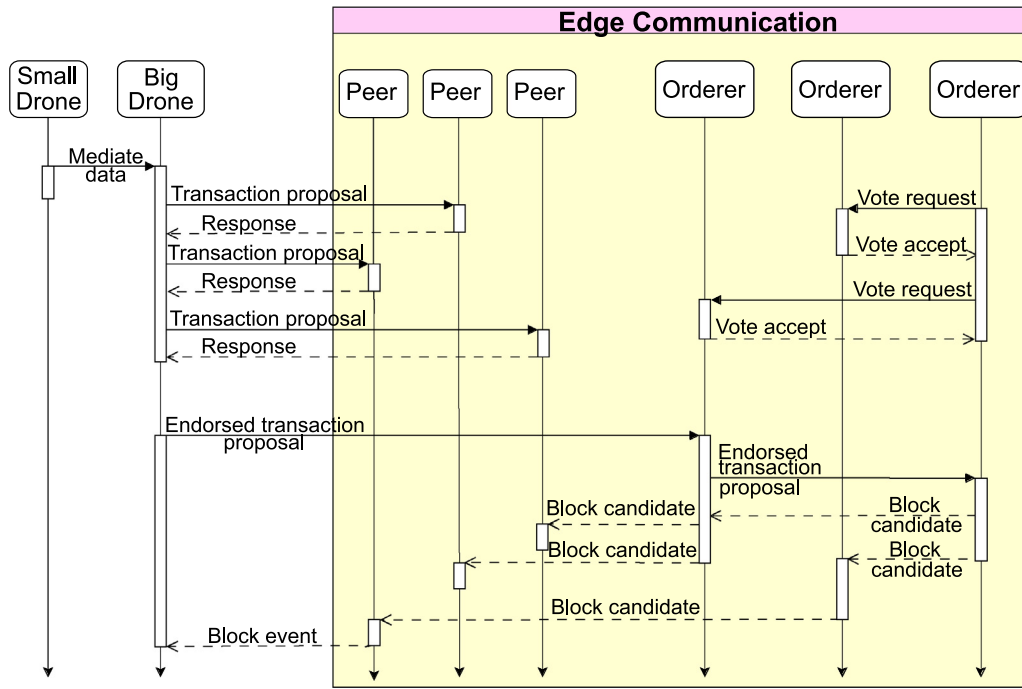 Edge Communication
Small
Drone
Big
Drone
Peer
Peer
Peer
Orderer
Orderer
Orderer
Mediate
data
Transaction proposal
Vote request
Response
Vote accept
Transaction proposal
Response
Vote request
Transaction proposal
Vote accept
Response
Endorsed transaction
proposal
Endorsed
transaction
proposal
Block candidate
Block
candidate
Block candidate
Block
candidate
Block candidate
Block event